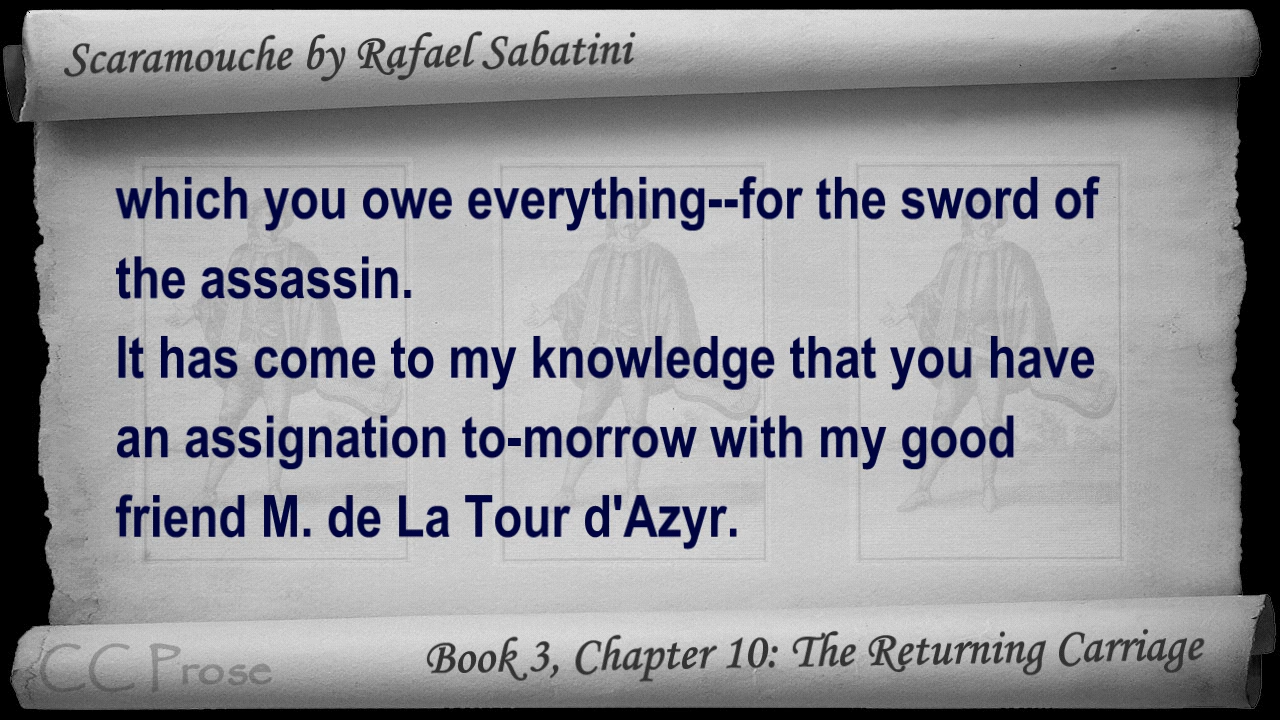 Scaramouche by Rafael Sabatini
which you owe everything--for the sword of
the assassin.
It has come to my knowledge that you have
an assignation to-morrow with my good
friend M. de La Tour d'Azyr.
CC Prose
Book 3, Chapter 10: The Returning Carriage